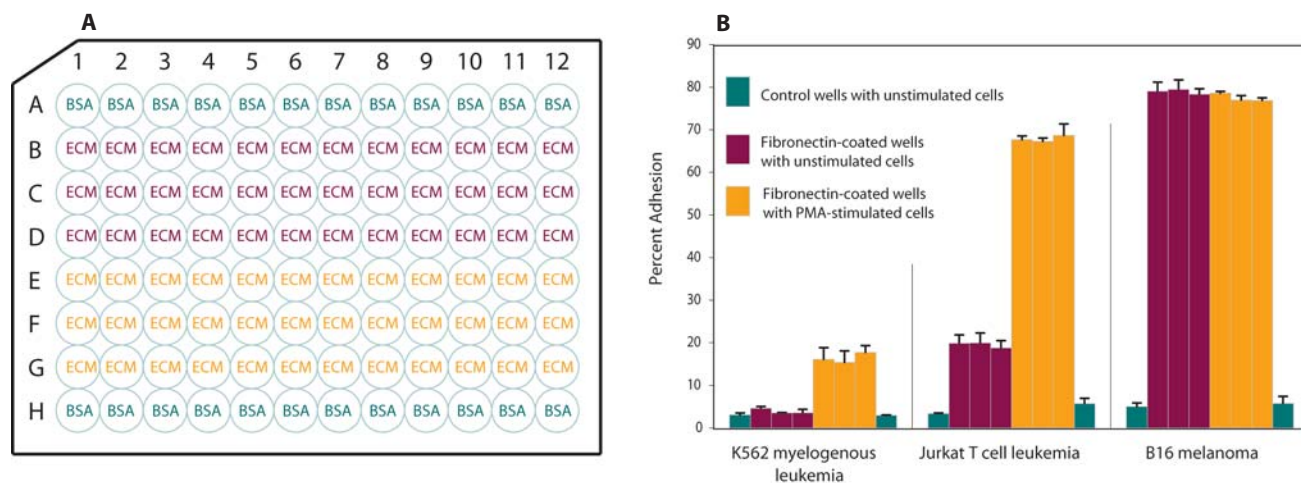 A
1 2 3 4 5 6 7 8 9 10 11 12
A BSA BSA BSA BSA BSA BSA BSA BSA BSA BSA BSA BSA
B ECM ECM ECM ECM ECM ECM ECM ECM ECM ECM ECM ECM
C ECM ECM ECM ECM ECM ECM ECM ECM ECM ECM ECM ECM
D ECM ECM ECM ECM ECM ECM ECM ECM ECM ECM ECM ECM
E ECM ECM ECM ECM ECM ECM ECM ECM ECM ECM ECM ECM
F ECM ECM ECM ECM ECM ECM ECM ECM ECM ECM ECM ECM
G ECM ECM ECM ECM ECM ECM ECM ECM ECM ECM ECM ECM
H BSA BSA BSA BSA BSA BSA BSA BSA BSA BSA BSA BSA
B
Percent Adhesion
90
80
70
60
50
40
30
20
10
0
Control wells with unstimulated cells
Fibronectin-coated wells
with unstimulated cells
Fibronectin-coated wells
with PMA-stimulated cells
K562 myelogenous
leukemia
Jurkat T cell leukemia
B16 melanoma